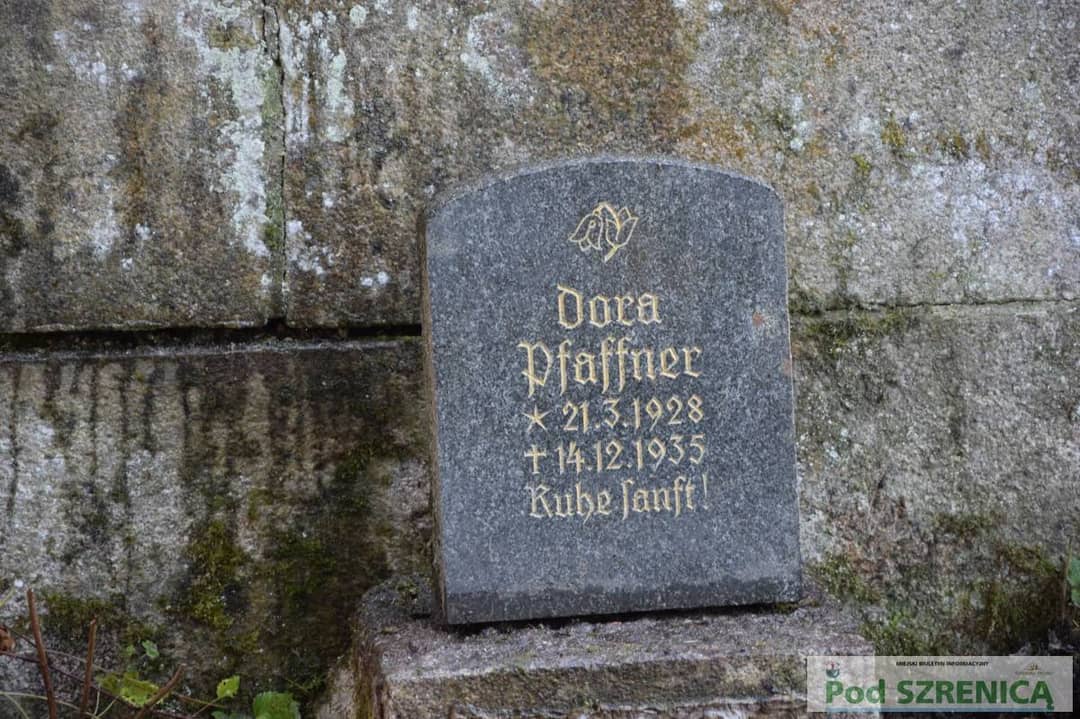 Dora
Pfaffner
* 21.3.1928
† 14.12.1935
Ruhe ſanft!
MIEJSKI BIULETYN INFORMACYJNY
Pod SZRENICĄ